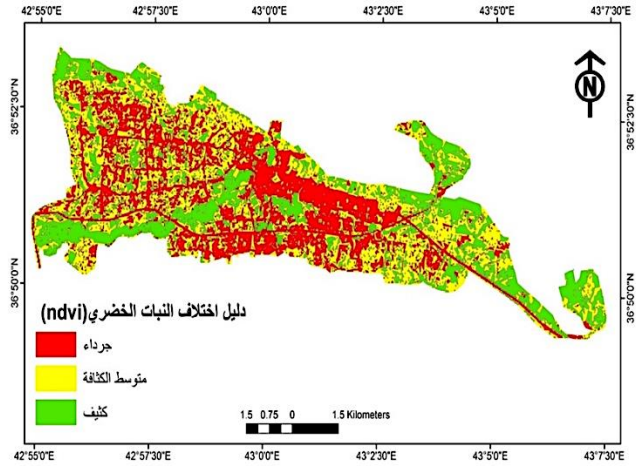 42°55'0"E 42°57'30"E 43°0'0"E 43°2'30"E 43°5'0"E 43°7'30"E
36°52'30"N
36°52'30"N
N
36°50'0"N
36°50'0"N
دليل اختلاف النبات الخضري(ndvi)
جرداء
متوسط الكثافة
كثيف
1.5 0.75 0 1.5 Kilometers
42°55'0"E 42°57'30"E 43°0'0"E 43°2'30"E 43°5'0"E 43°7'30"E